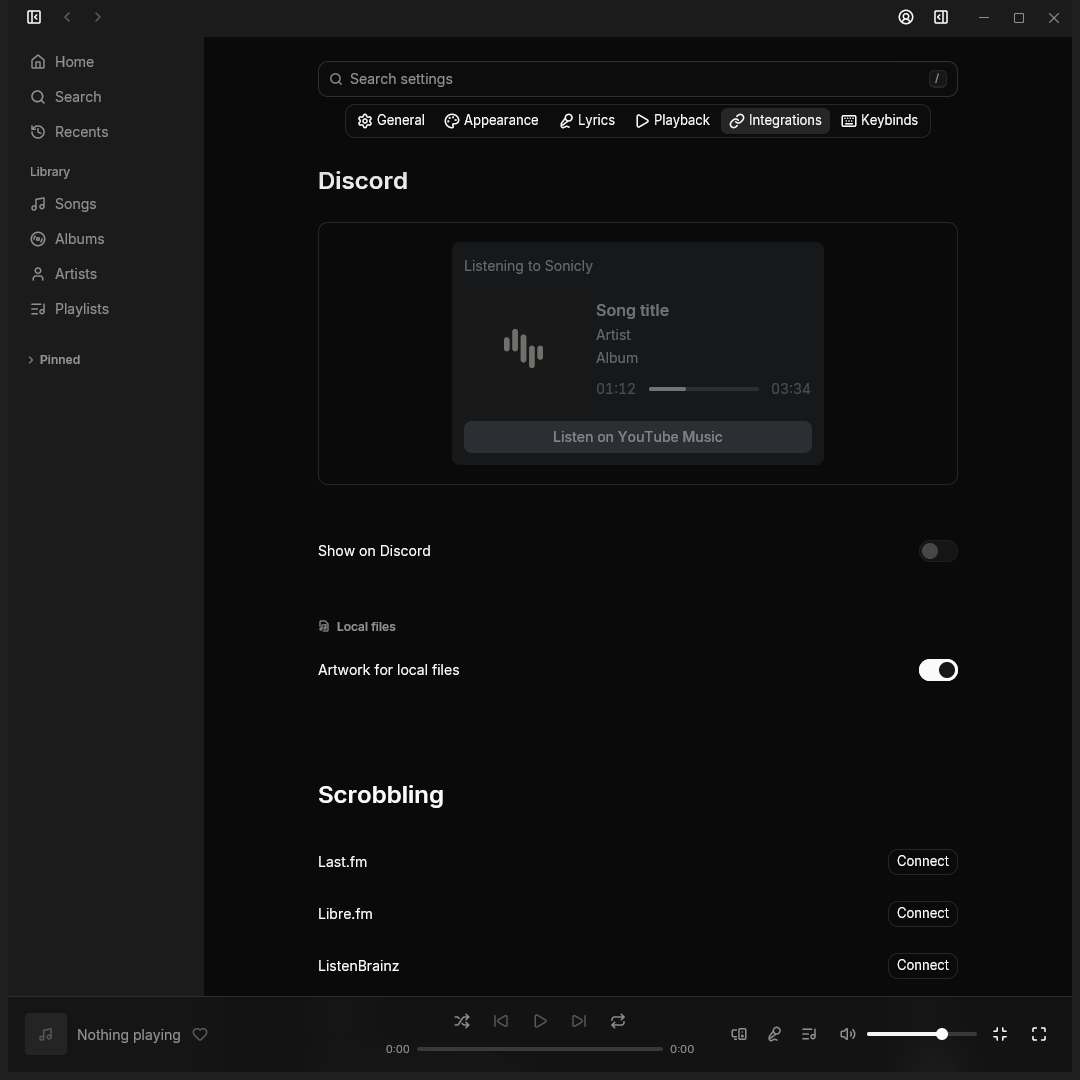 Home
Search
Recents
Library
Songs
Albums
Artists
Playlists
Pinned
Search settings /
General Appearance Lyrics Playback Integrations Keybinds
Discord
Listening to Sonicly
Song title
Artist
Album
01:12 03:34
Listen on YouTube Music
Show on Discord
Local files
Artwork for local files
Scrobbling
Last.fm Connect
Libre.fm Connect
ListenBrainz Connect
Nothing playing
0:00 0:00